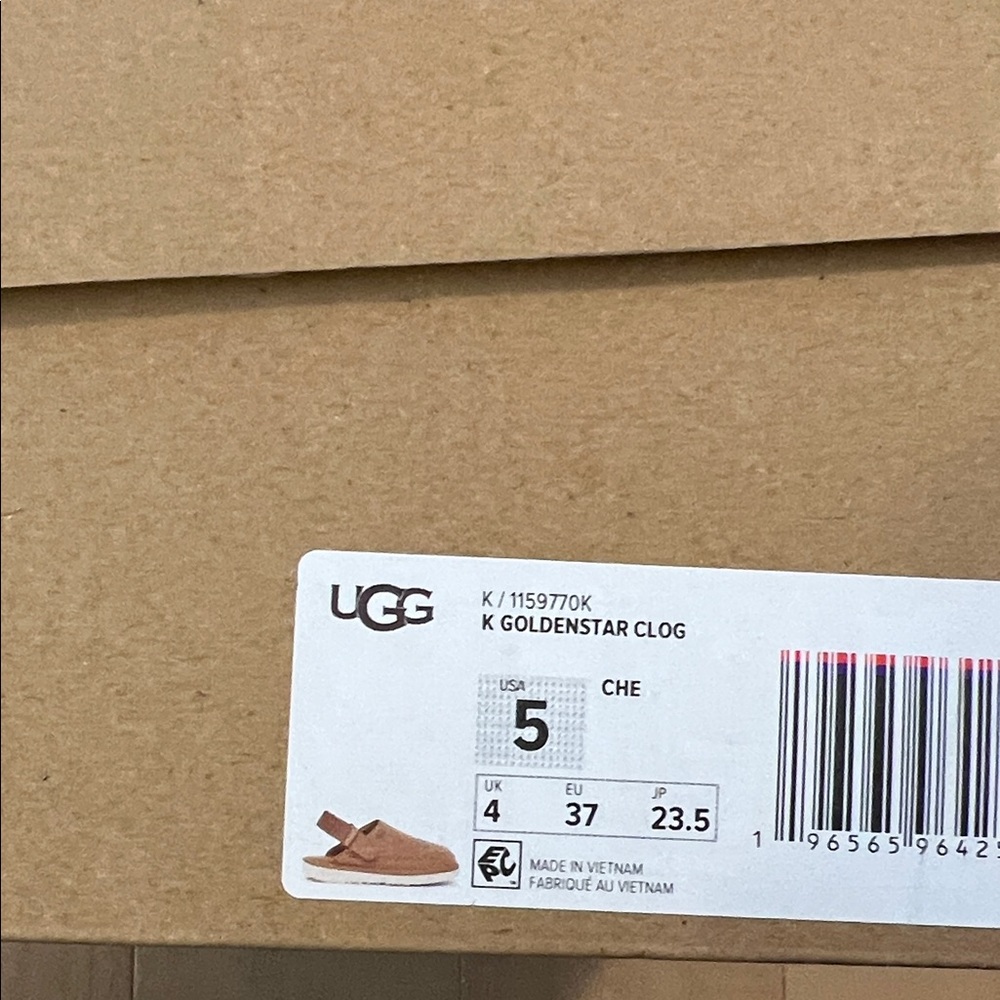 UGG
K / 1159770K
K GOLDENSTAR CLOG
USA
5
CHE
UK EU JP
4 37 23.5
1 96565 9642
EPC
MADE IN VIETNAM
FABRIQUÉ AU VIETNAM